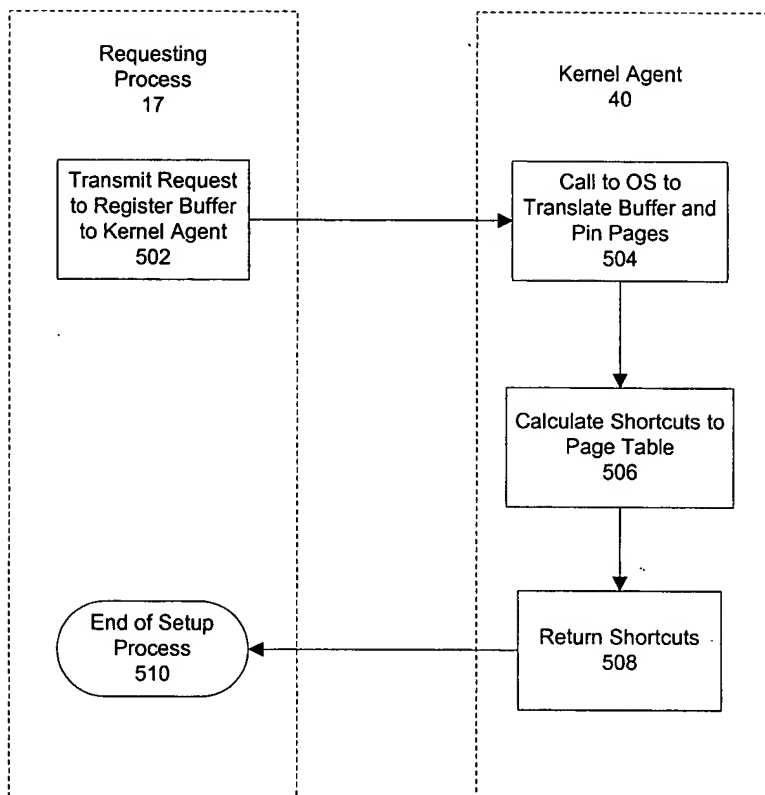 Requesting
Process
17
Kernel Agent
40
Transmit Request
to Register Buffer
to Kernel Agent
502
Call to OS to
Translate Buffer and
Pin Pages
504
Calculate Shortcuts to
Page Table
506
End of Setup
Process
510
Return Shortcuts
508